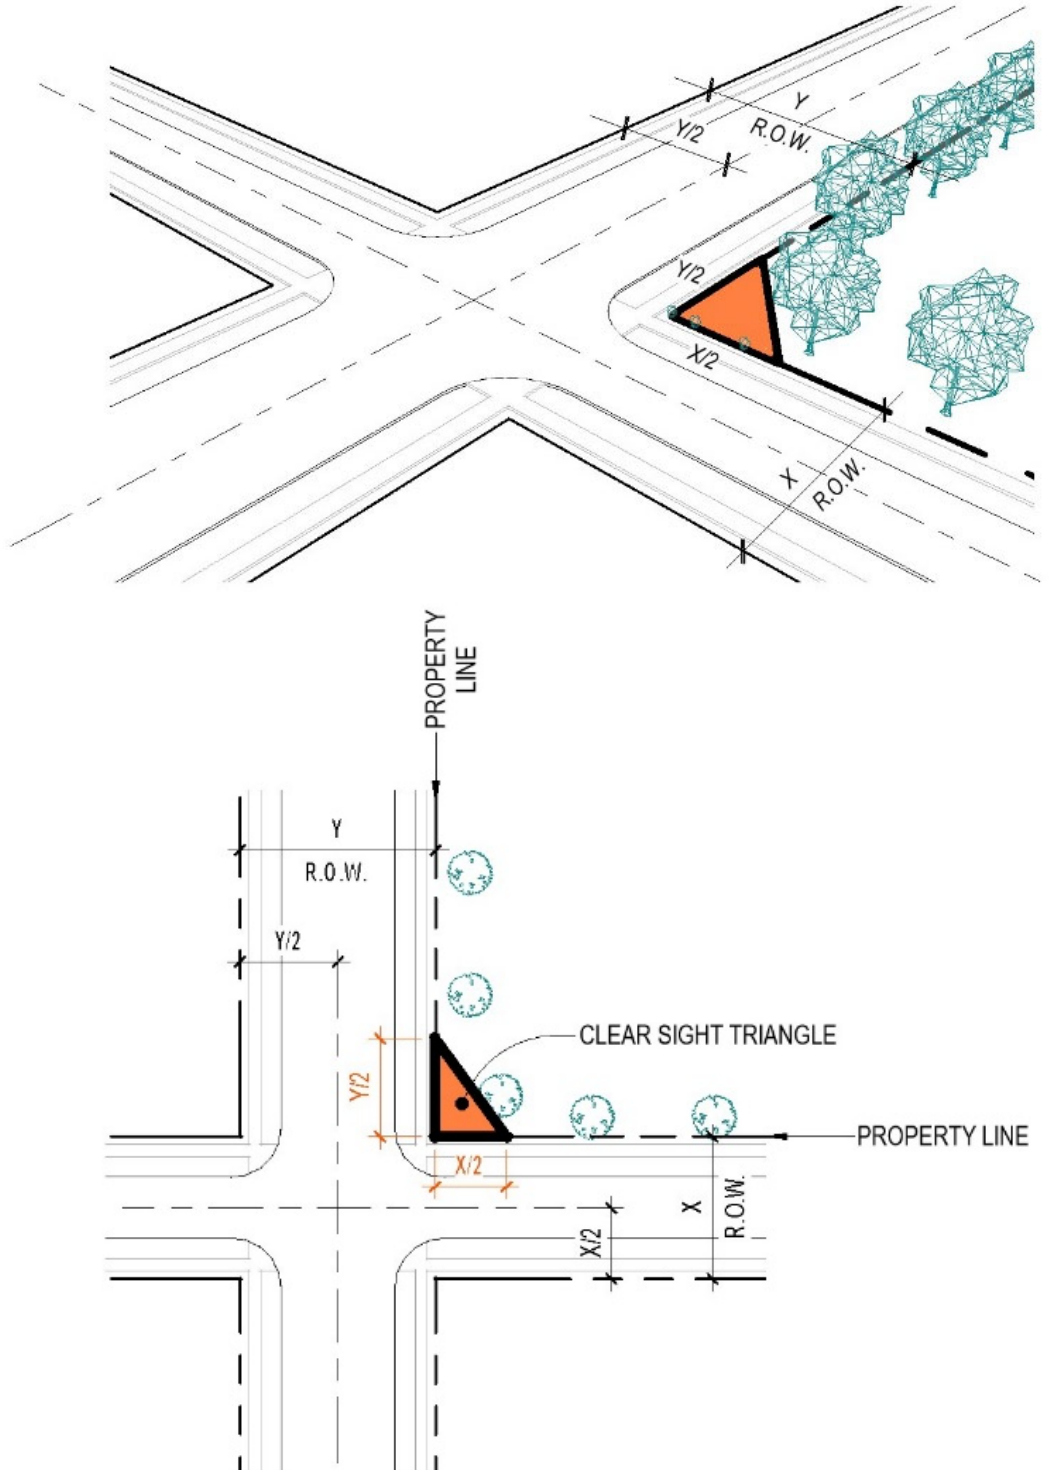 Y
R.O.W.
Y/2
Y/2
X/2
X
R.O.W.
PROPERTY
LINE
Y
R.O.W.
Y/2
CLEAR SIGHT TRIANGLE
Y/2
PROPERTY LINE
X/2
X
R.O.W.
X/2